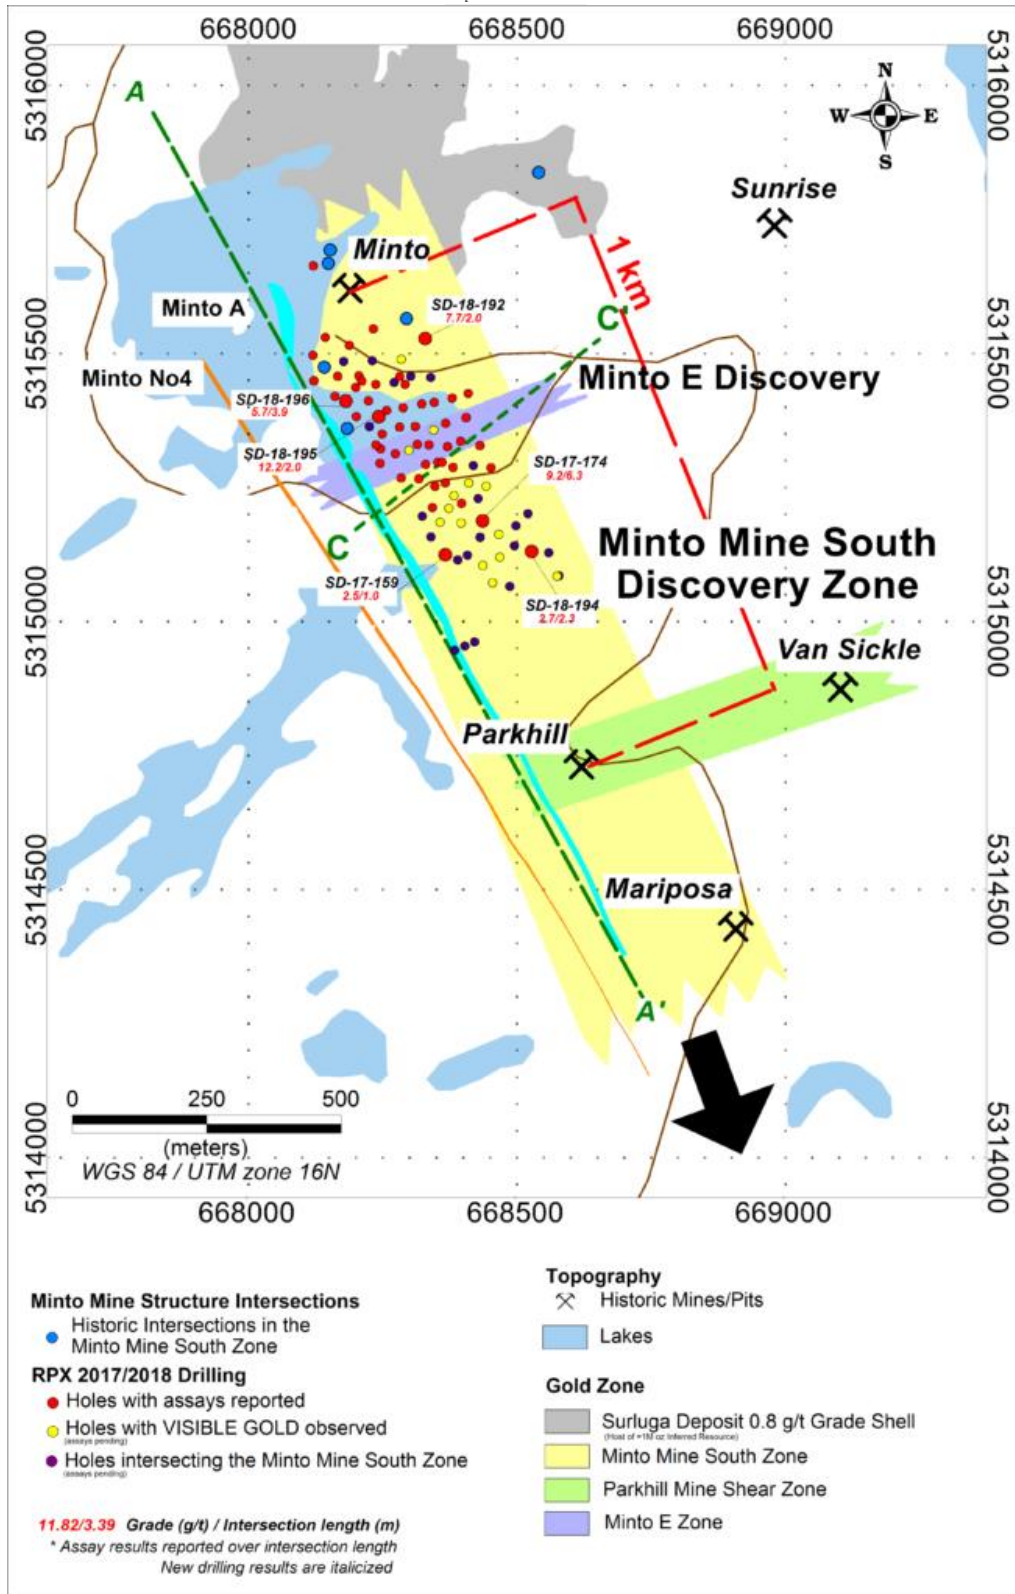 668000 668500 669000
5316000
5316000
A
N
W E
S
Sunrise
Minto
1 km
Minto A
SD-18-192
7.7/2.0
C'
5315500
5315500
Minto No4
Minto E Discovery
SD-18-196
5.7/3.9
SD-18-195
12.2/2.0
SD-17-174
9.2/6.3
C
Minto Mine South
Discovery Zone
SD-17-159
2.5/1.0
SD-18-194
2.7/2.3
5315000
5315000
Van Sickle
Parkhill
Mariposa
5314500
5314500
A'
0 250 500
(meters)
WGS 84 / UTM zone 16N
5314000
5314000
668000 668500 669000
Minto Mine Structure Intersections
Historic Intersections in the
Minto Mine South Zone
RPX 2017/2018 Drilling
Holes with assays reported
Holes with VISIBLE GOLD observed
(assays pending)
Holes intersecting the Minto Mine South Zone
(assays pending)
11.82/3.39 Grade (g/t) / Intersection length (m)
* Assay results reported over intersection length
New drilling results are italicized
Topography
Historic Mines/Pits
Lakes
Gold Zone
Surluga Deposit 0.8 g/t Grade Shell
(Host of >1M oz Inferred Resource)
Minto Mine South Zone
Parkhill Mine Shear Zone
Minto E Zone